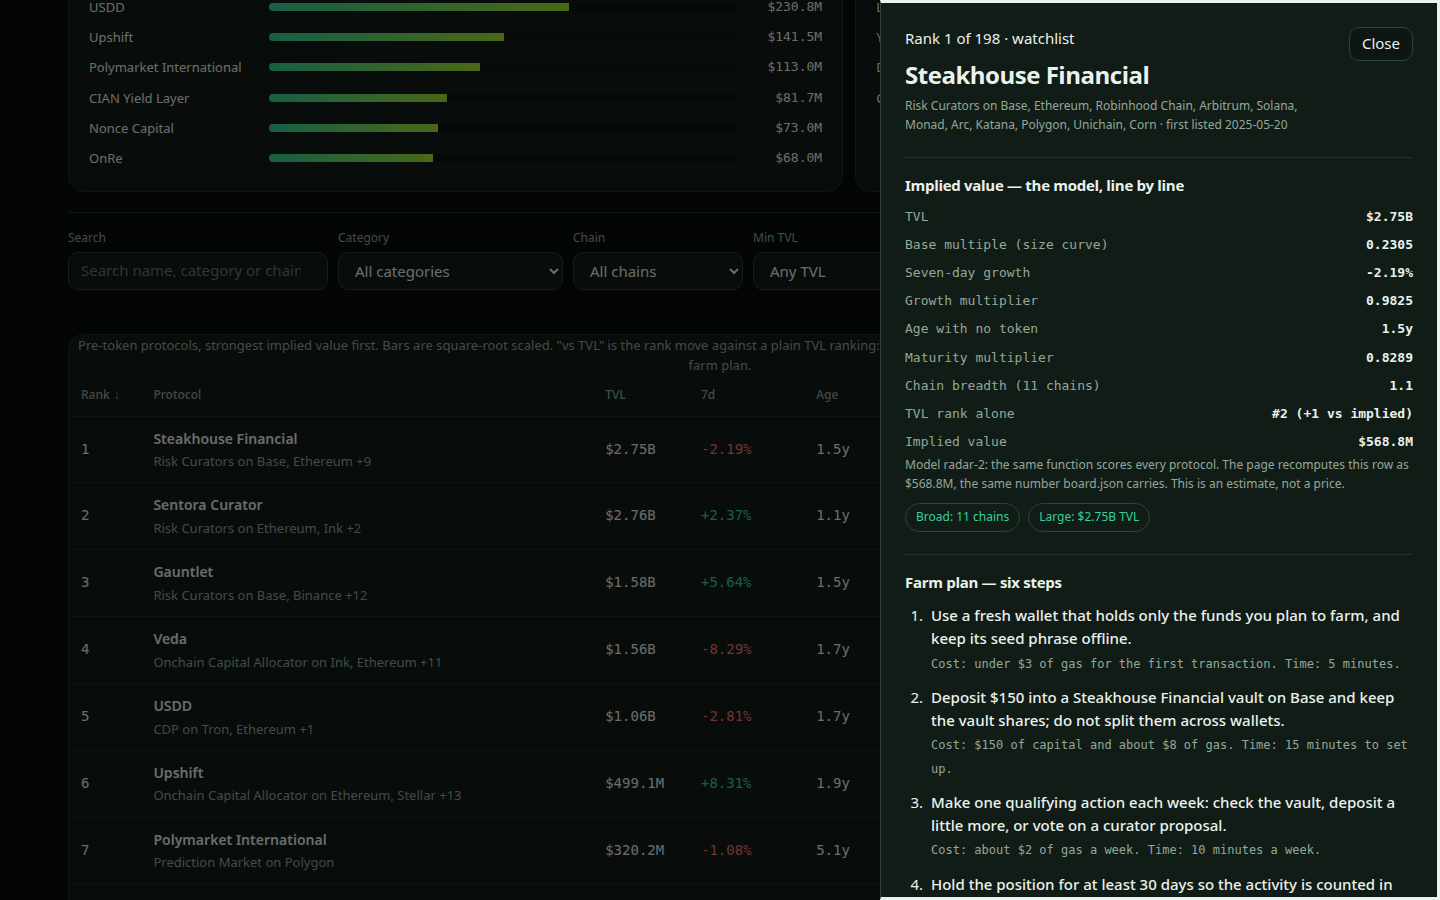 USDD $230.8M
Upshift $141.5M
Polymarket International $113.0M
CIAN Yield Layer $81.7M
Nonce Capital $73.0M
OnRe $68.0M
Search Category Chain Min TVL
Search name, category or chain All categories All chains Any TVL
Pre-token protocols, strongest implied value first. Bars are square-root scaled. "vs TVL" is the rank move against a plain TVL ranking:
farm plan.
Rank ↓ Protocol TVL 7d Age
1 Steakhouse Financial $2.75B -2.19% 1.5y
Risk Curators on Base, Ethereum +9
2 Sentora Curator $2.76B +2.37% 1.1y
Risk Curators on Ethereum, Ink +2
3 Gauntlet $1.58B +5.64% 1.5y
Risk Curators on Base, Binance +12
4 Veda $1.56B -8.29% 1.7y
Onchain Capital Allocator on Ink, Ethereum +11
5 USDD $1.06B -2.81% 1.7y
CDP on Tron, Ethereum +1
6 Upshift $499.1M +8.31% 1.9y
Onchain Capital Allocator on Ethereum, Stellar +13
7 Polymarket International $320.2M -1.08% 5.1y
Prediction Market on Polygon
Rank 1 of 198 · watchlist
Close
Steakhouse Financial
Risk Curators on Base, Ethereum, Robinhood Chain, Arbitrum, Solana,
Monad, Arc, Katana, Polygon, Unichain, Corn · first listed 2025-05-20
Implied value — the model, line by line
TVL $2.75B
Base multiple (size curve) 0.2305
Seven-day growth -2.19%
Growth multiplier 0.9825
Age with no token 1.5y
Maturity multiplier 0.8289
Chain breadth (11 chains) 1.1
TVL rank alone #2 (+1 vs implied)
Implied value $568.8M
Model radar-2: the same function scores every protocol. The page recomputes this row as
$568.8M, the same number board.json carries. This is an estimate, not a price.
Broad: 11 chains Large: $2.75B TVL
Farm plan — six steps
1. Use a fresh wallet that holds only the funds you plan to farm, and
keep its seed phrase offline.
Cost: under $3 of gas for the first transaction. Time: 5 minutes.
2. Deposit $150 into a Steakhouse Financial vault on Base and keep
the vault shares; do not split them across wallets.
Cost: $150 of capital and about $8 of gas. Time: 15 minutes to set
up.
3. Make one qualifying action each week: check the vault, deposit a
little more, or vote on a curator proposal.
Cost: about $2 of gas a week. Time: 10 minutes a week.
4. Hold the position for at least 30 days so the activity is counted in